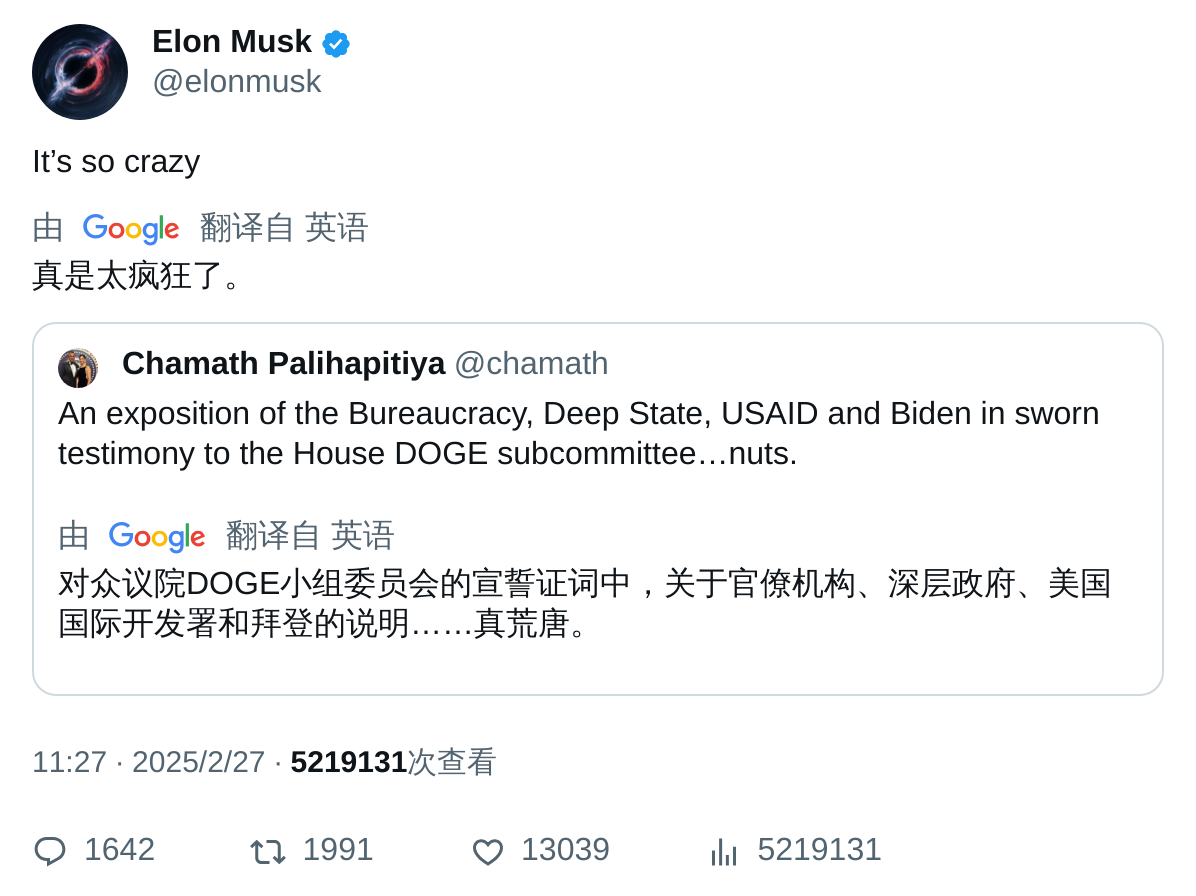 Elon Musk
@elonmusk
It’s so crazy
由 Google 翻译自 英语
真是太疯狂了。
Chamath Palihapitiya @chamath
An exposition of the Bureaucracy, Deep State, USAID and Biden in sworn
testimony to the House DOGE subcommittee…nuts.
由 Google 翻译自 英语
对众议院DOGE小组委员会的宣誓证词中，关于官僚机构、深层政府、美国
国际开发署和拜登的说明……真荒唐。
11:27 · 2025/2/27 · 5219131次查看
1642 1991 13039 5219131